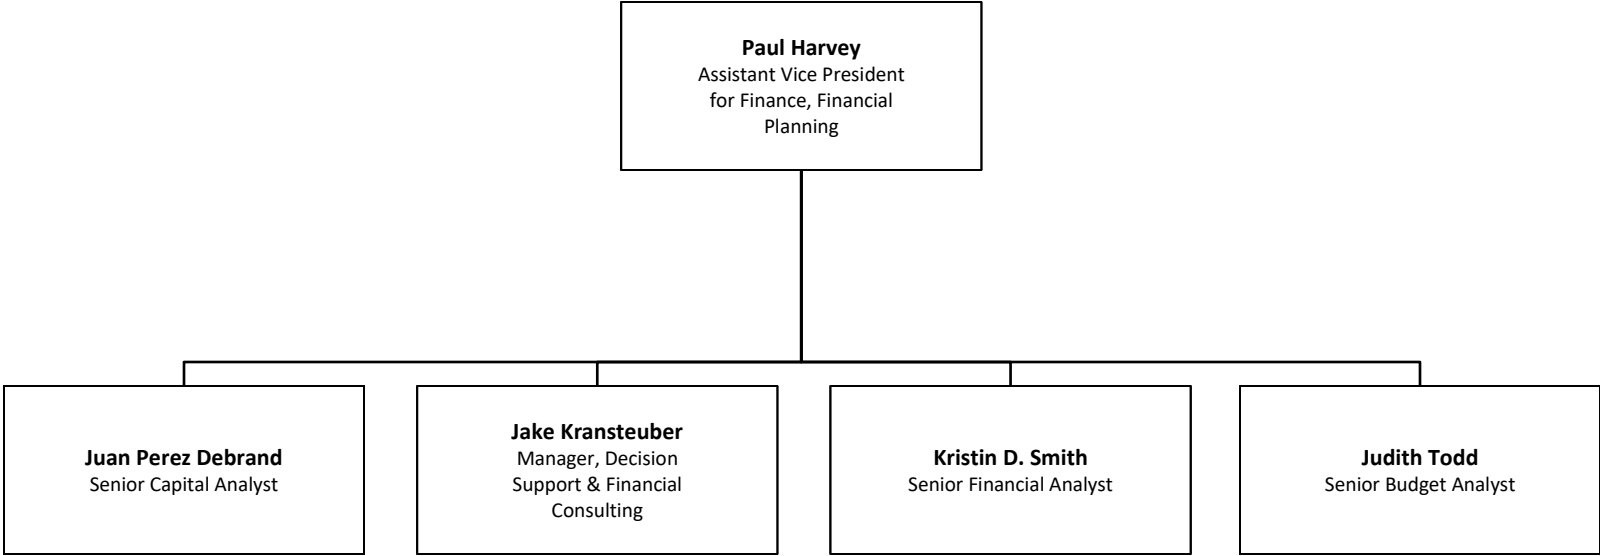 Paul Harvey
Assistant Vice President
for Finance, Financial
Planning
Juan Perez Debrand
Senior Capital Analyst
Jake Kransteuber
Manager, Decision
Support & Financial
Consulting
Kristin D. Smith
Senior Financial Analyst
Judith Todd
Senior Budget Analyst